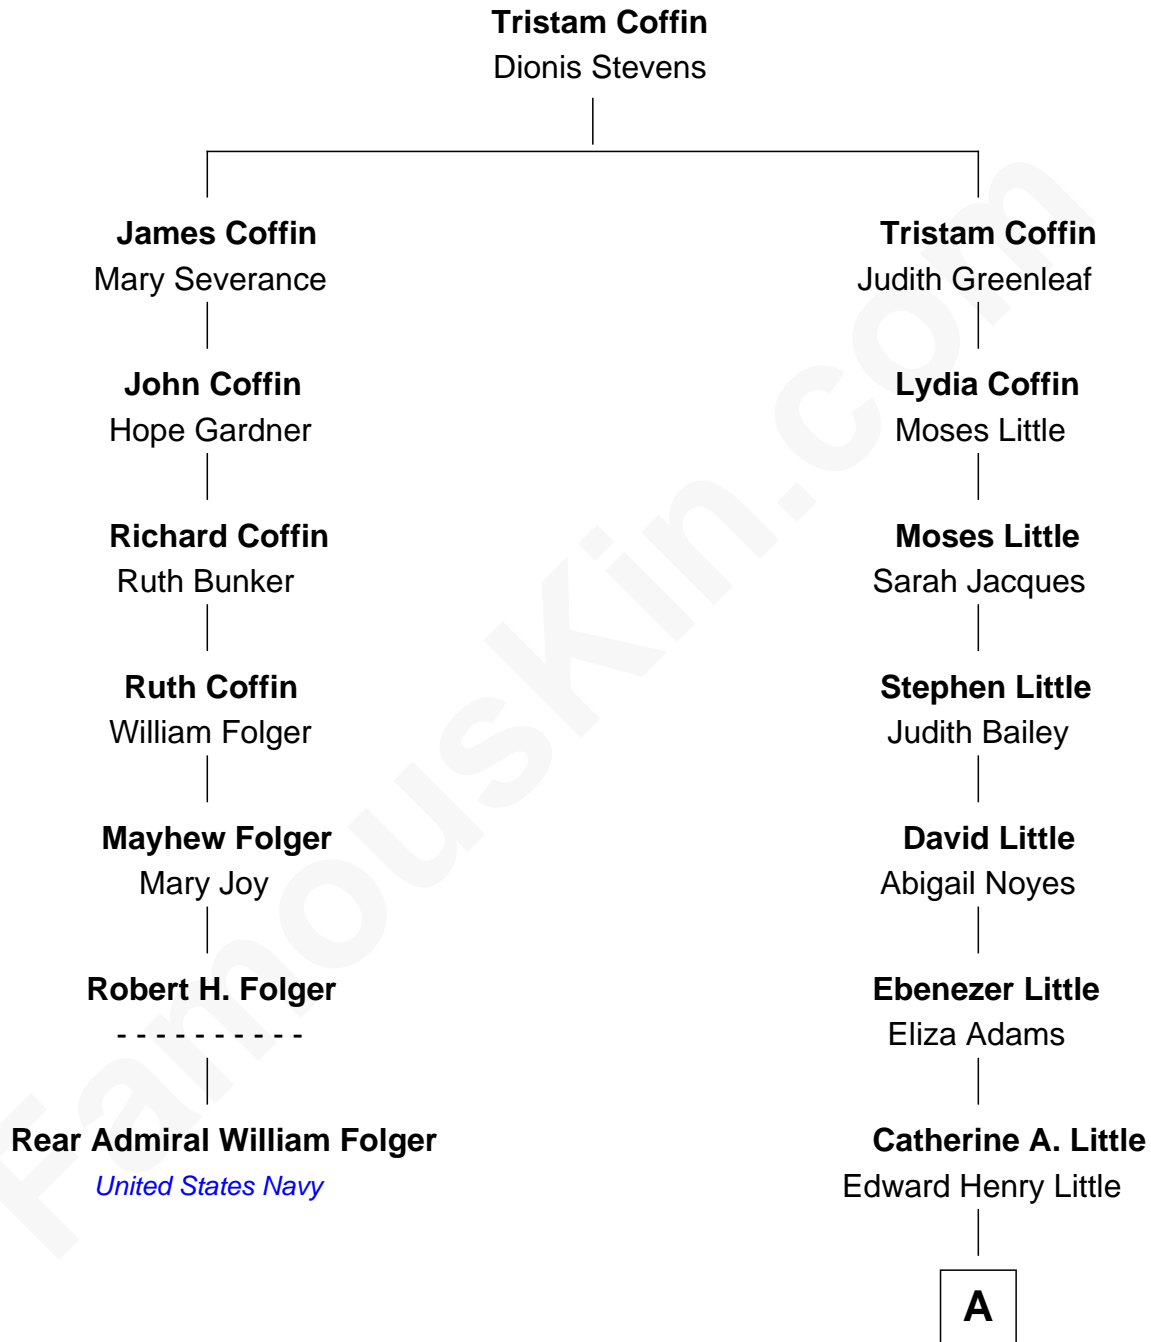 Tristam Coffin
Dionis Stevens
James Coffin
Mary Severance
Tristam Coffin
Judith Greenleaf
John Coffin
Hope Gardner
Lydia Coffin
Moses Little
Richard Coffin
Ruth Bunker
Moses Little
Sarah Jacques
Ruth Coffin
William Folger
Stephen Little
Judith Bailey
Mayhew Folger
Mary Joy
David Little
Abigail Noyes
Robert H. Folger
- - - - - - - - - -
Ebenezer Little
Eliza Adams
Rear Admiral William Folger
United States Navy
Catherine A. Little
Edward Henry Little
A
FamousKin.com